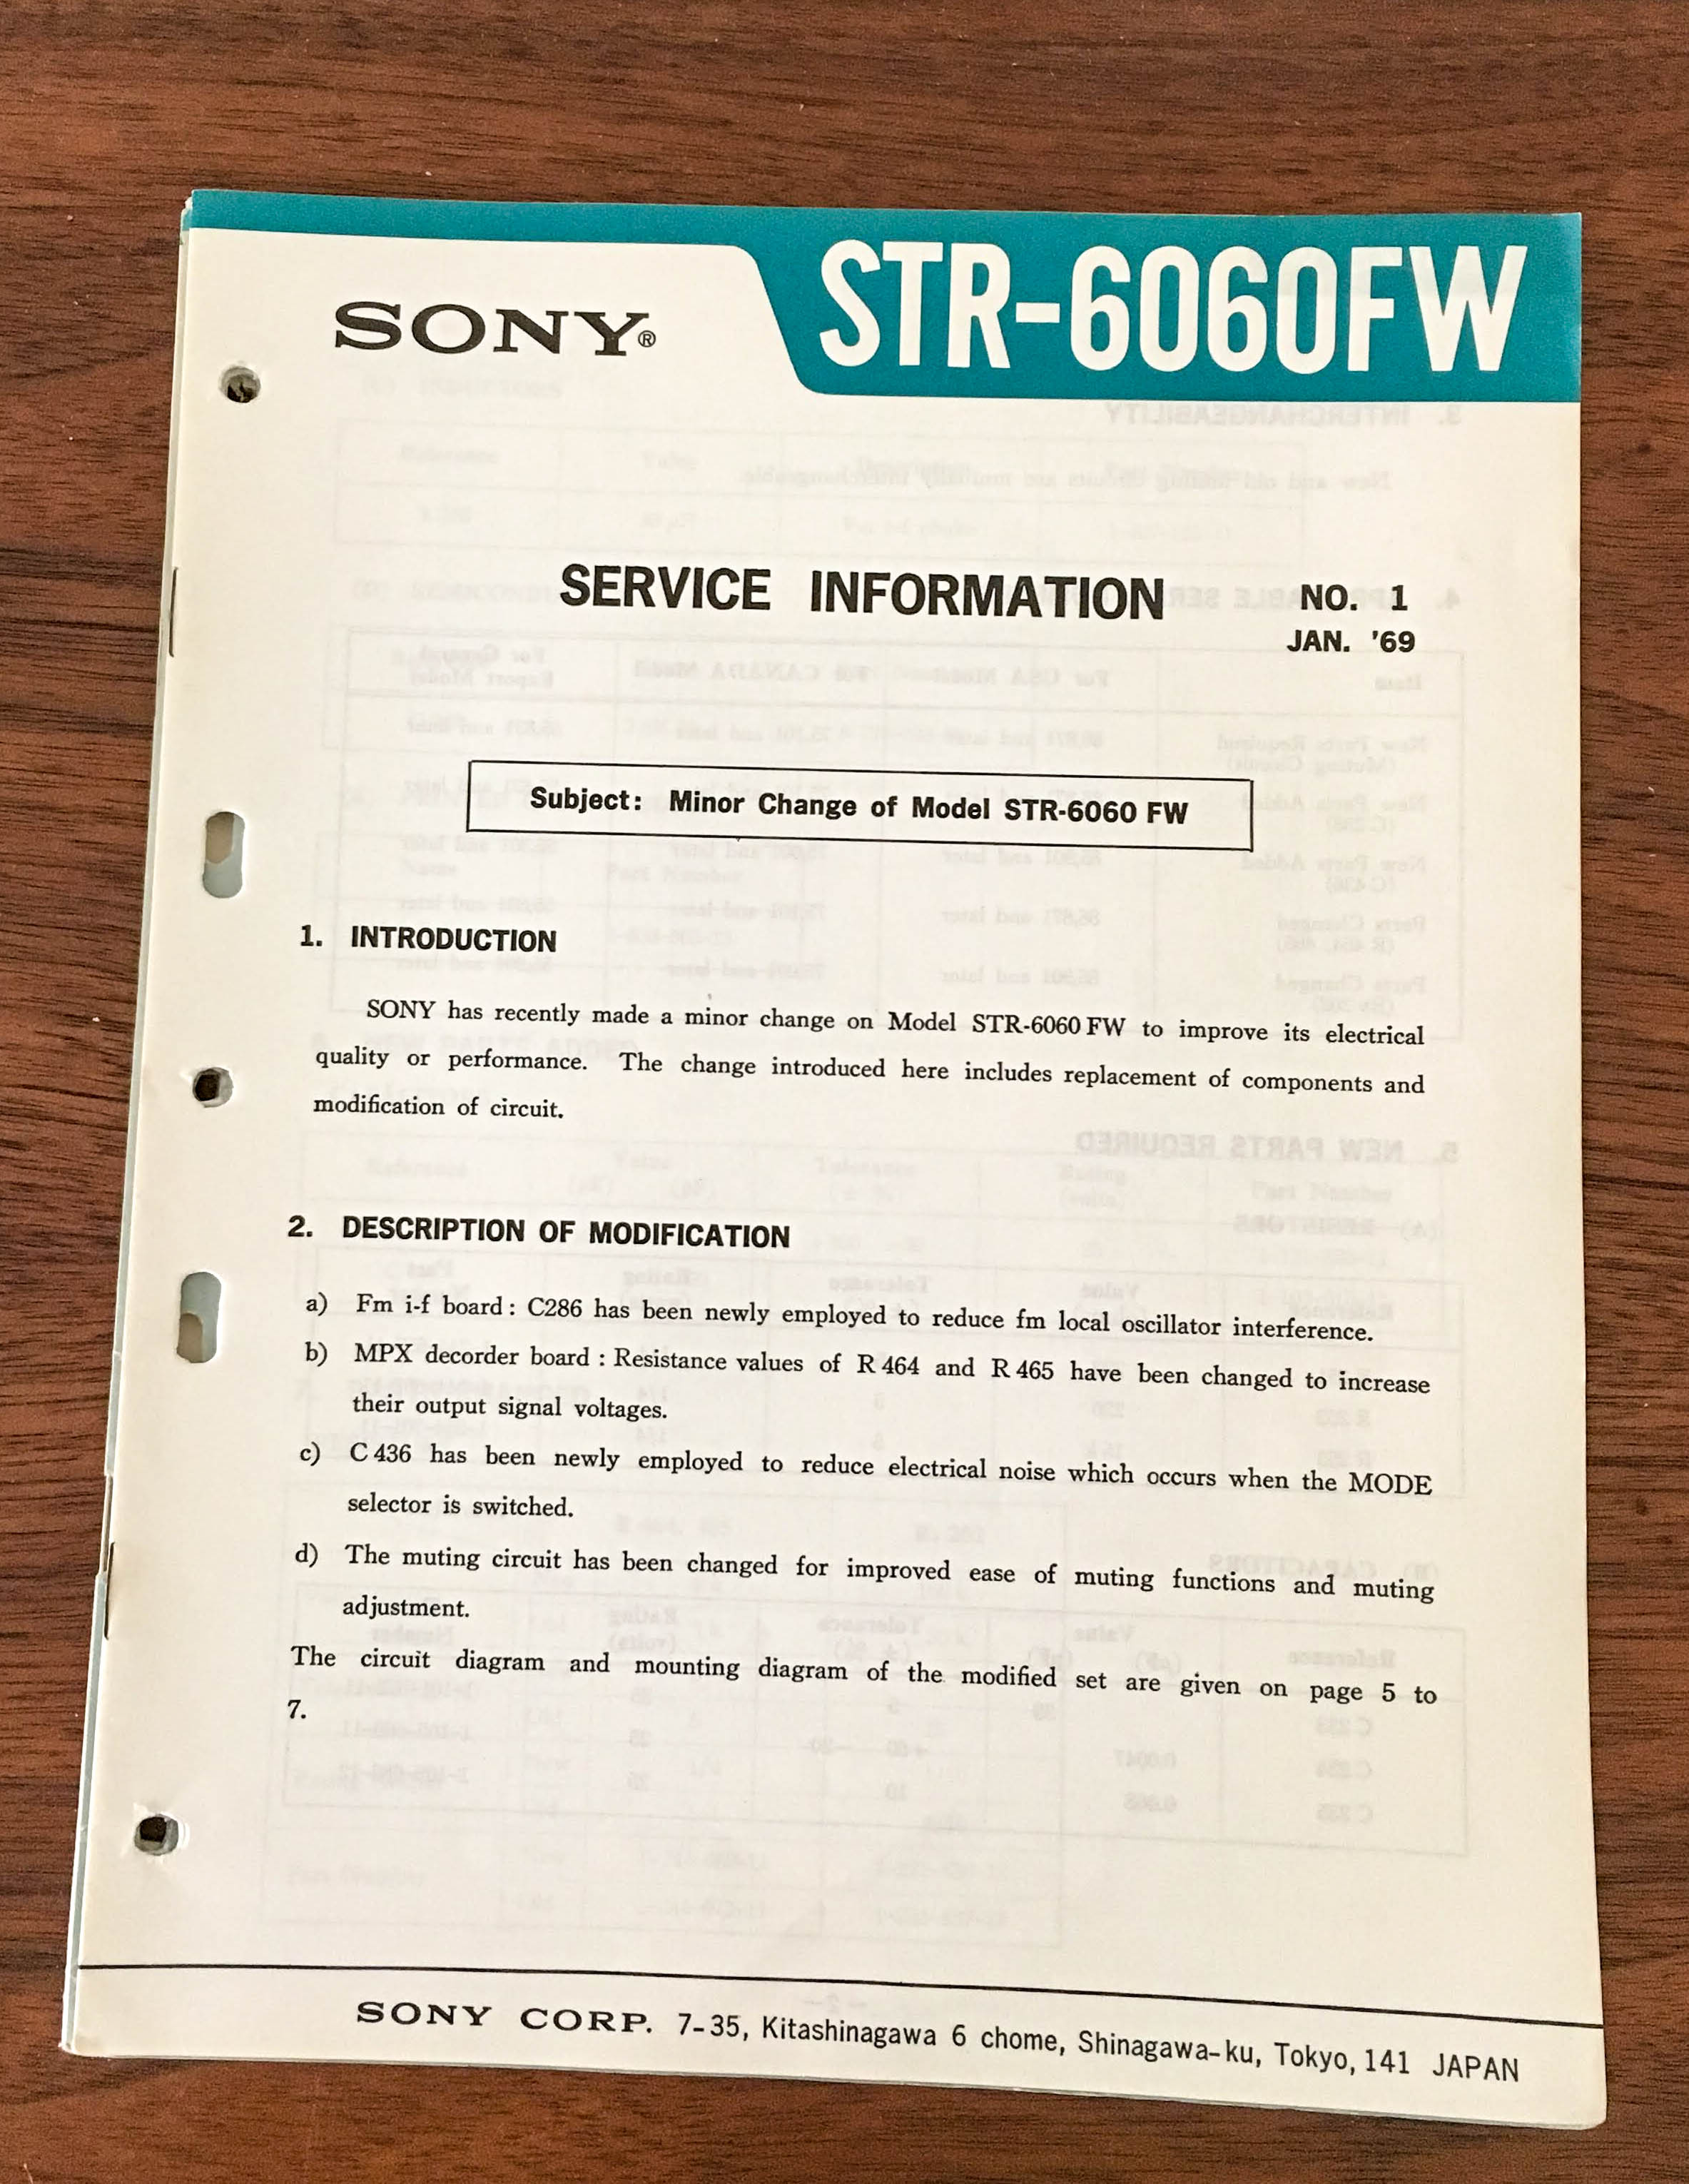 SONY®
STR-6060FW
SERVICE INFORMATION
NO. 1
JAN. '69
Subject: Minor Change of Model STR-6060 FW
1. INTRODUCTION
SONY has recently made a minor change on Model STR-6060 FW to improve its electrical
quality or performance. The change introduced here includes replacement of components and
modification of circuit.
2. DESCRIPTION OF MODIFICATION
a) Fm i-f board : C286 has been newly employed to reduce fm local oscillator interference.
b) MPX decorder board : Resistance values of R 464 and R 465 have been changed to increase
their output signal voltages.
c) C 436 has been newly employed to reduce electrical noise which occurs when the MODE
selector is switched.
d) The muting circuit has been changed for improved ease of muting functions and muting
adjustment.
The circuit diagram and mounting diagram of the modified set are given on page 5 to
7.
SONY CORP. 7-35, Kitashinagawa 6 chome, Shinagawa-ku, Tokyo, 141 JAPAN